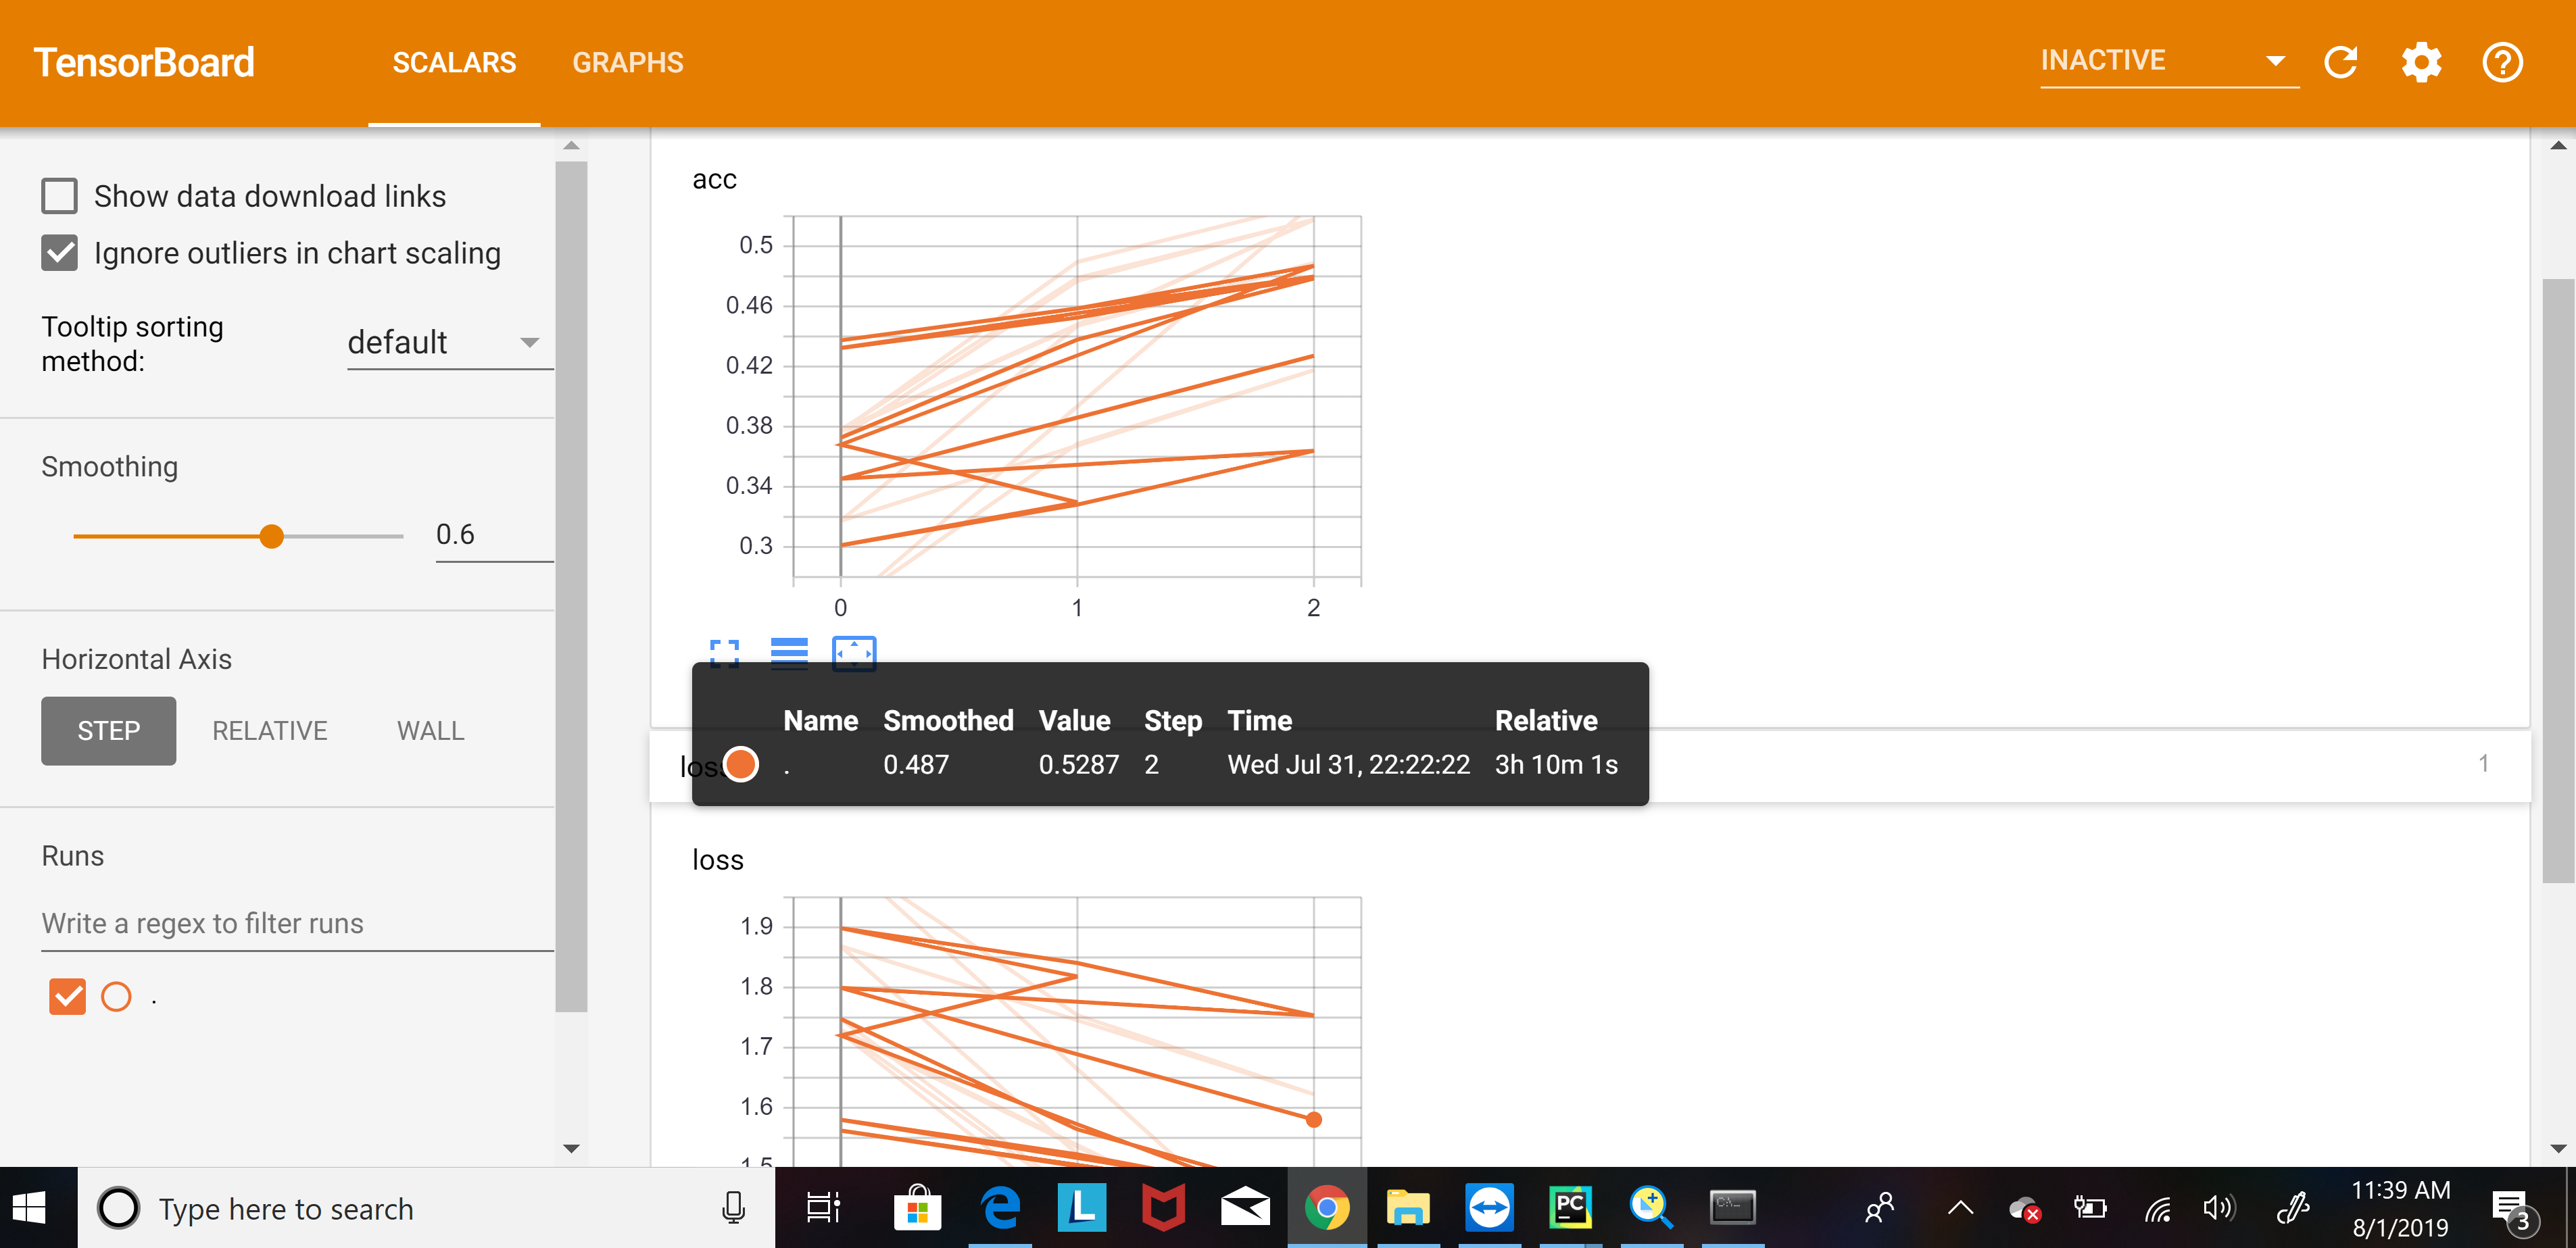 TensorBoard SCALARS GRAPHS INACTIVE
Show data download links
Ignore outliers in chart scaling
Tooltip sorting
method:
default
Smoothing
0.6
Horizontal Axis
STEP RELATIVE WALL
Runs
Write a regex to filter runs
.
acc
0.5
0.46
0.42
0.38
0.34
0.3
0 1 2
Name Smoothed Value Step Time Relative
. 0.487 0.5287 2 Wed Jul 31, 22:22:22 3h 10m 1s
loss
1
loss
1.9
1.8
1.7
1.6
1.5
Type here to search
L
PC
C:\_
11:39 AM
8/1/2019
3